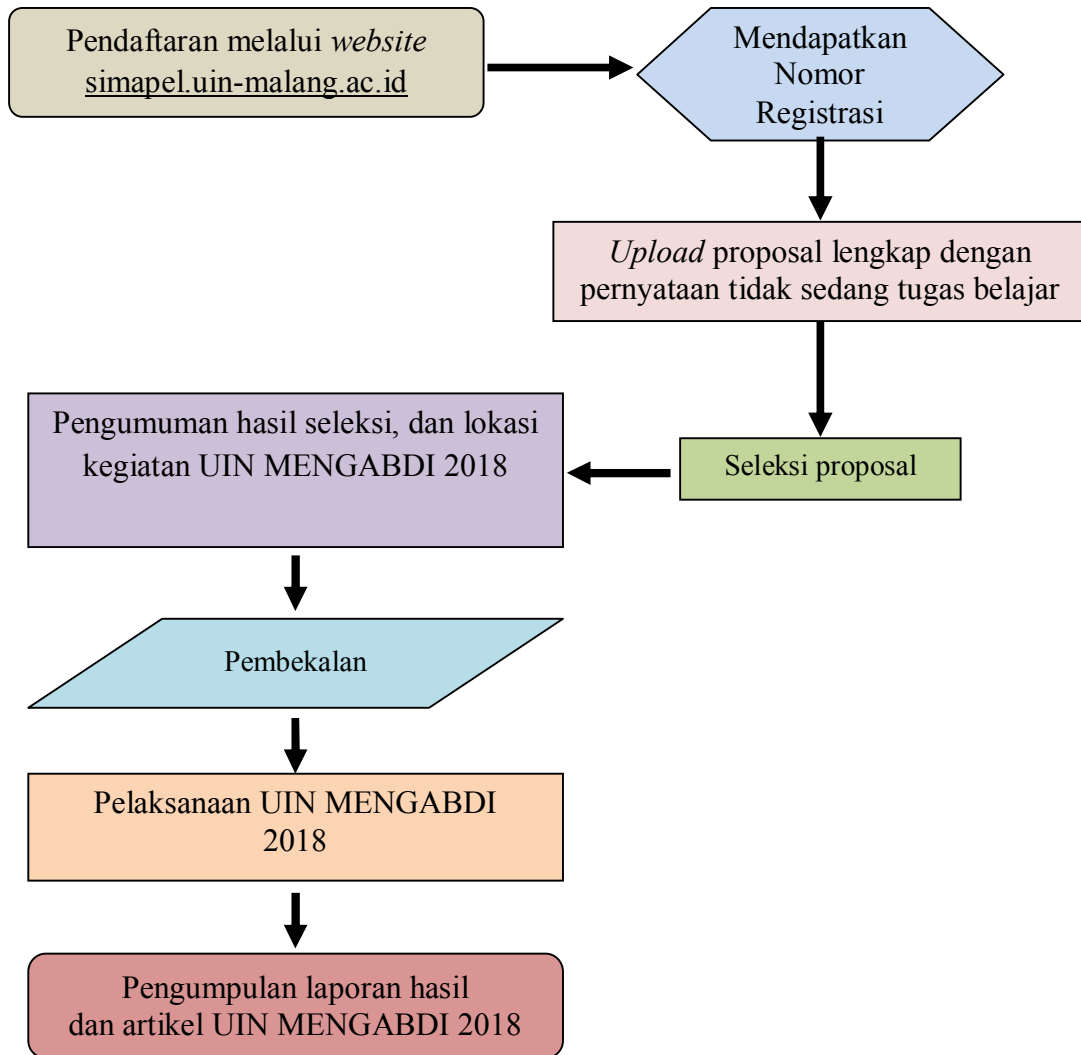 Pendaftaran melalui website
simapel.uin-malang.ac.id
Mendapatkan
Nomor
Registrasi
Upload proposal lengkap dengan
pernyataan tidak sedang tugas belajar
Seleksi proposal
Pengumuman hasil seleksi, dan lokasi
kegiatan UIN MENGABDI 2018
Pembekalan
Pelaksanaan UIN MENGABDI
2018
Pengumpulan laporan hasil
dan artikel UIN MENGABDI 2018